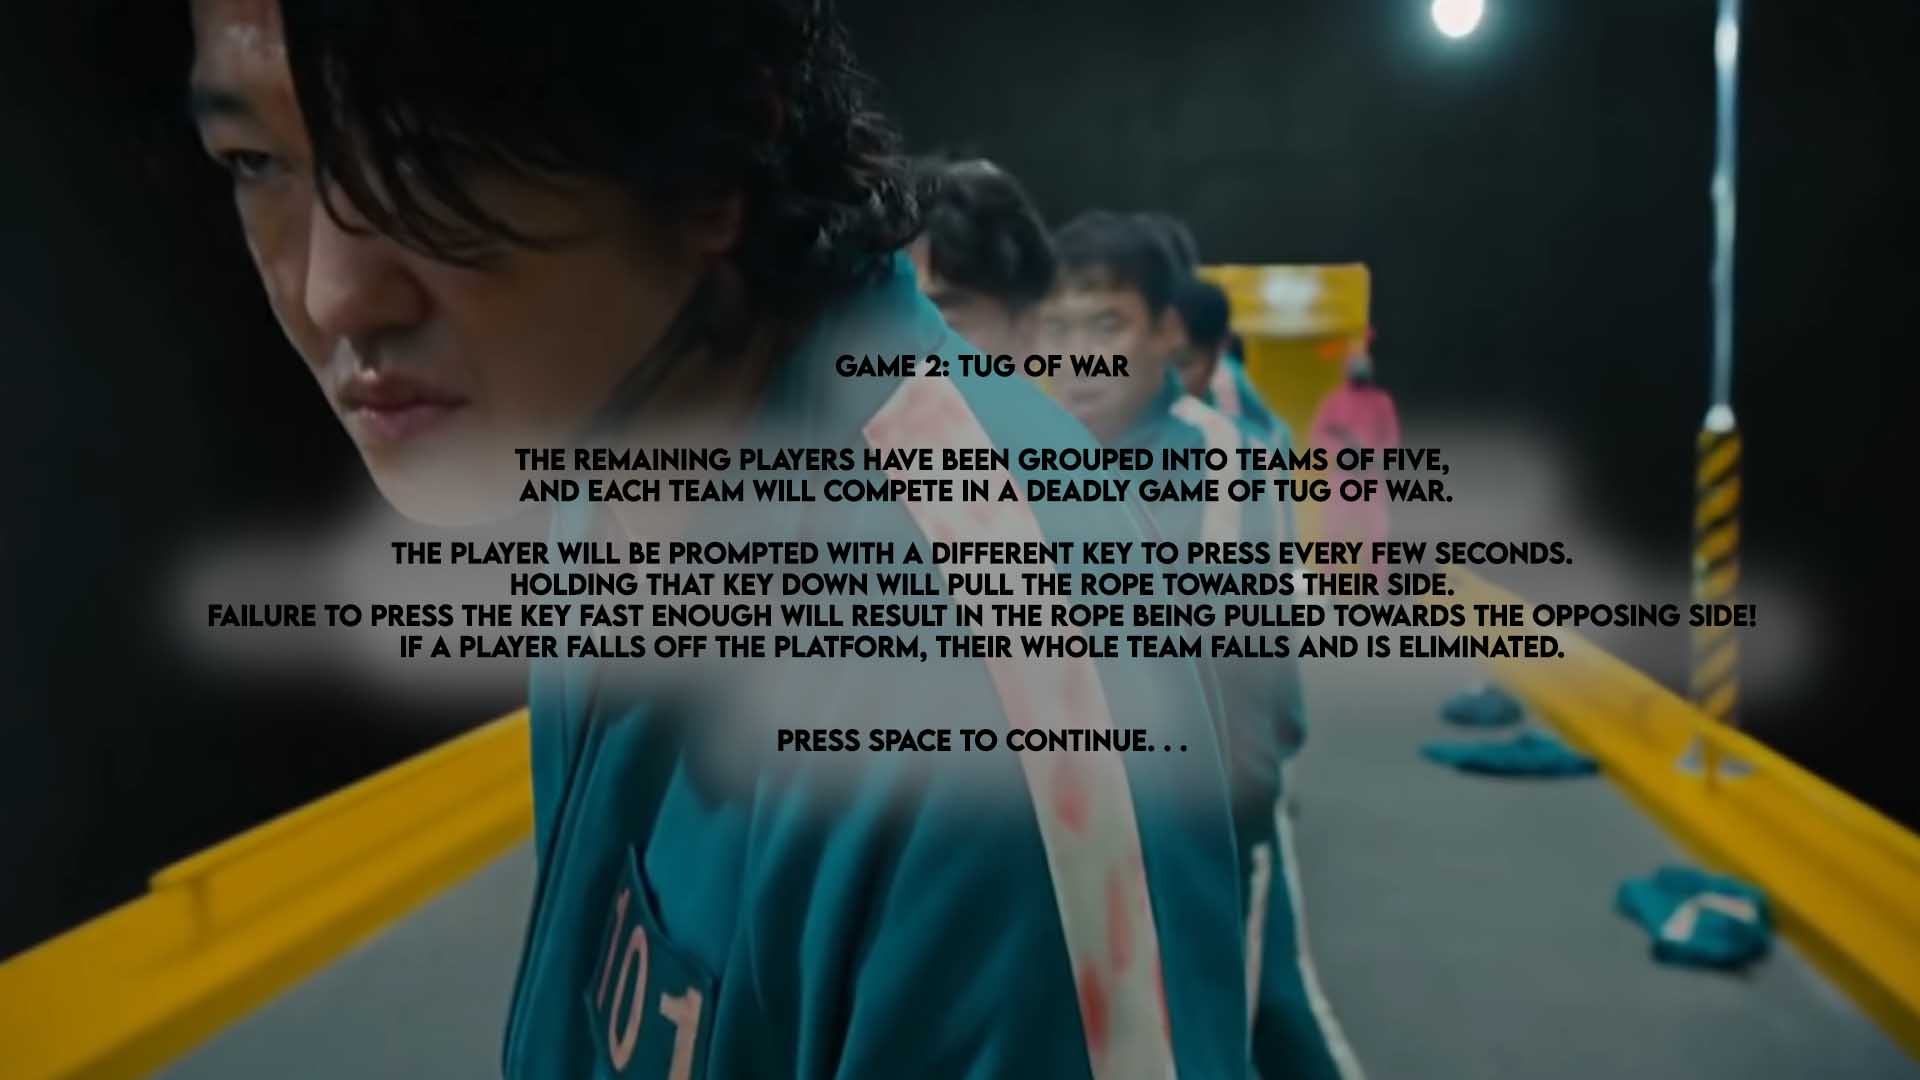 GAME 2: TUG OF WAR
THE REMAINING PLAYERS HAVE BEEN GROUPED INTO TEAMS OF FIVE,
AND EACH TEAM WILL COMPETE IN A DEADLY GAME OF TUG OF WAR.
THE PLAYER WILL BE PROMPTED WITH A DIFFERENT KEY TO PRESS EVERY FEW SECONDS.
HOLDING THAT KEY DOWN WILL PULL THE ROPE TOWARDS THEIR SIDE.
FAILURE TO PRESS THE KEY FAST ENOUGH WILL RESULT IN THE ROPE BEING PULLED TOWARDS THE OPPOSING SIDE!
IF A PLAYER FALLS OFF THE PLATFORM, THEIR WHOLE TEAM FALLS AND IS ELIMINATED.
PRESS SPACE TO CONTINUE. . .
101